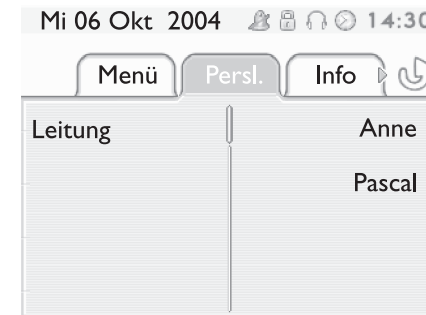 Mi 06 Okt 2004 14:30
Menü Persl. Info
Leitung Anne
Pascal